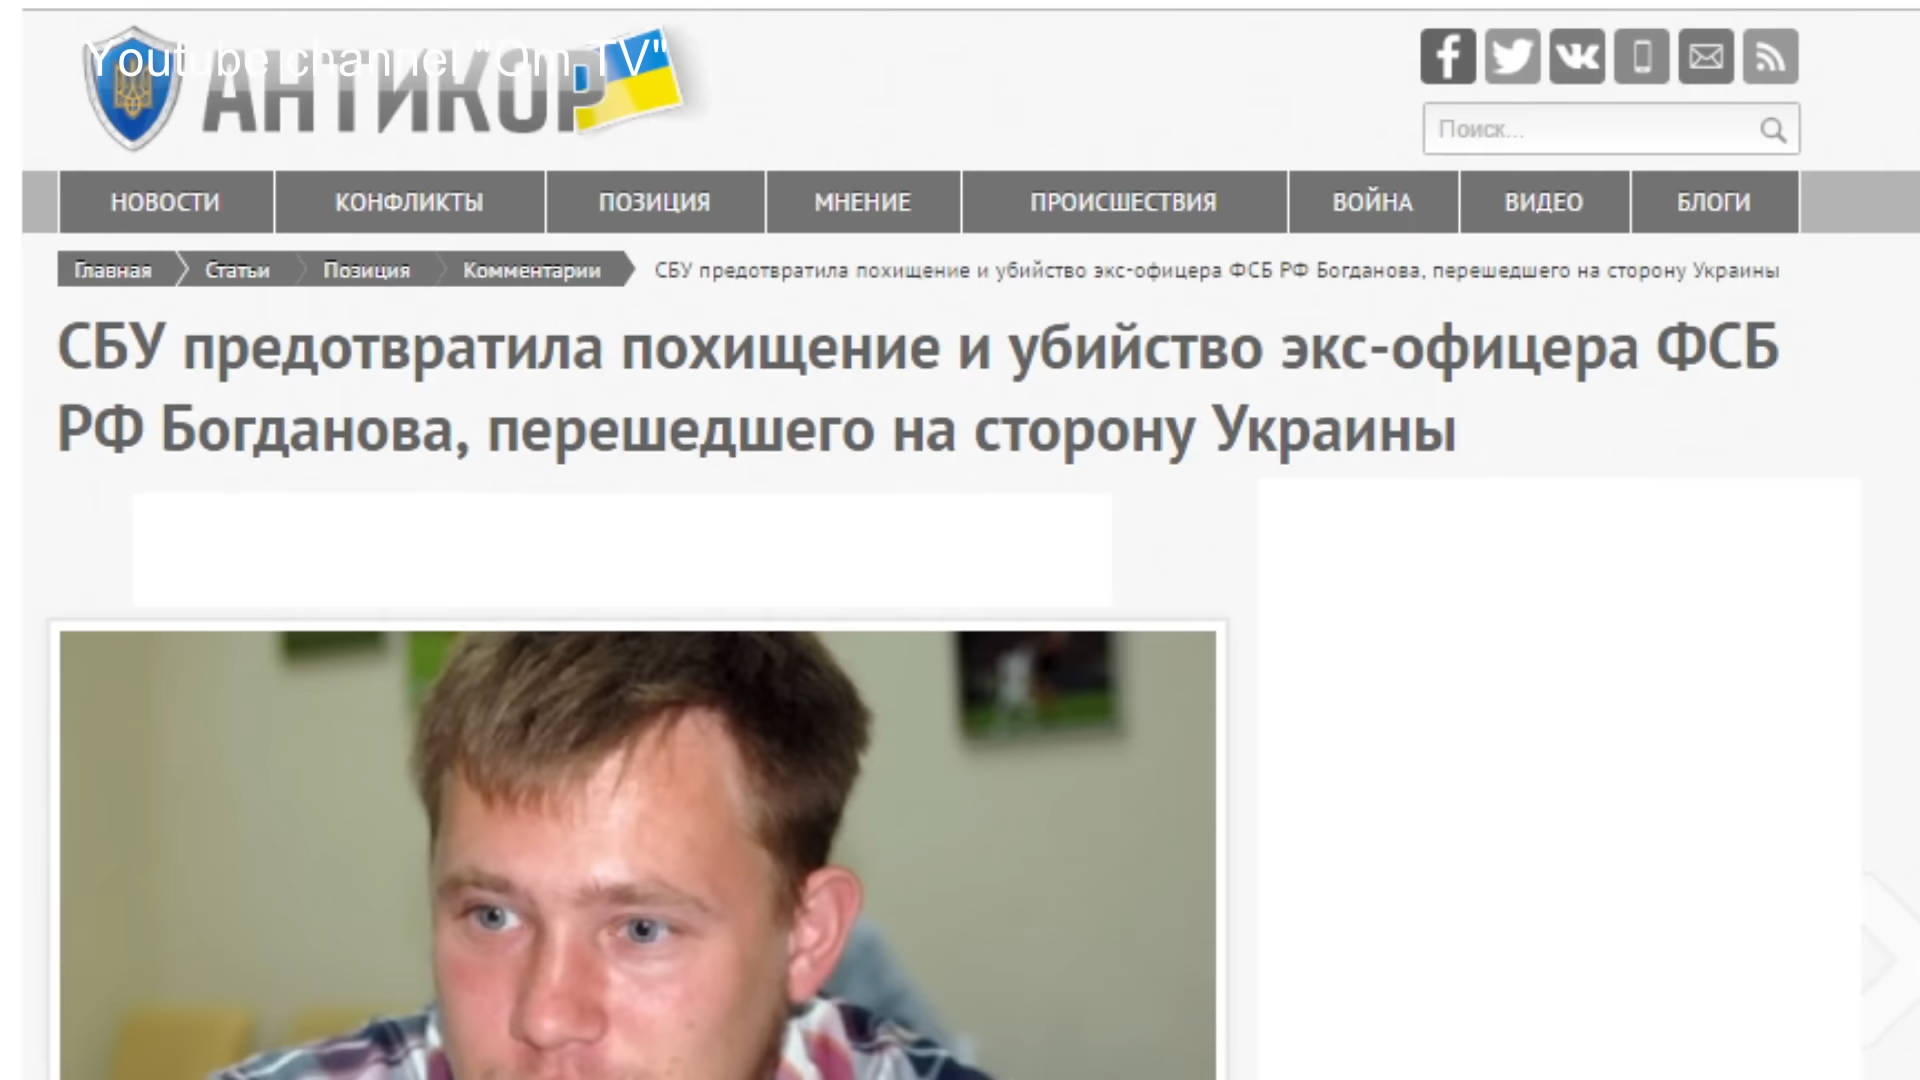 Youtube channel "Om TV"
АНТИКОР
Поиск...
НОВОСТИ КОНФЛИКТЫ ПОЗИЦИЯ МНЕНИЕ ПРОИСШЕСТВИЯ ВОЙНА ВИДЕО БЛОГИ
Главная Статьи Позиция Комментарии СБУ предотвратила похищение и убийство экс-офицера ФСБ РФ Богданова, перешедшего на сторону Украины
СБУ предотвратила похищение и убийство экс-офицера ФСБ
РФ Богданова, перешедшего на сторону Украины